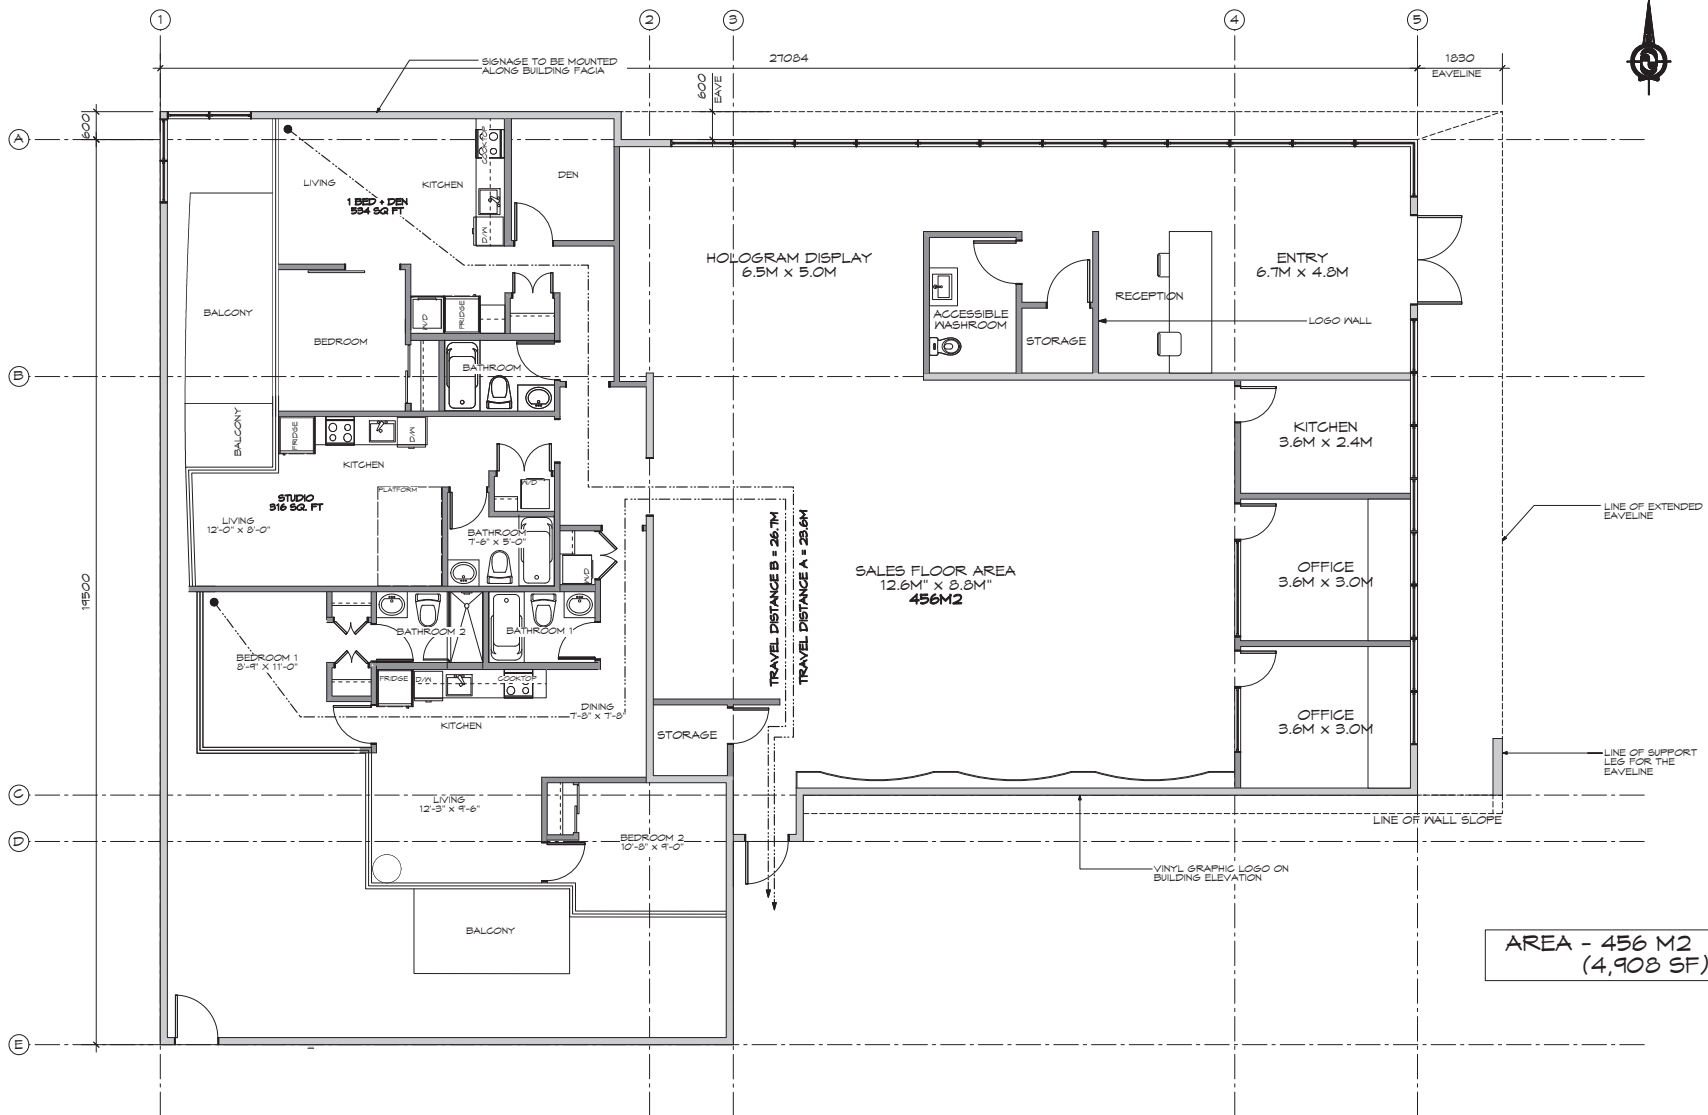 1
2
3
4
5
27084
1830
EAVELINE
600
EAVE
SIGNAGE TO BE MOUNTED
ALONG BUILDING FACIA
600
A
LIVING
KITCHEN
COOKTOP
DEN
1 BED + DEN
534 SQ FT
D/W
HOLOGRAM DISPLAY
6.5M x 5.0M
ENTRY
6.7M x 4.8M
RECEPTION
BALCONY
W/D
FRIDGE
ACCESSIBLE
WASHROOM
LOGO WALL
BEDROOM
STORAGE
B
BATHROOM
BALCONY
FRIDGE
D/W
KITCHEN
KITCHEN
3.6M x 2.4M
PLATFORM
W/D
STUDIO
316 SQ. FT
LIVING
12'-0" x 8'-0"
BATHROOM
7'-6" x 5'-0"
LINE OF EXTENDED
EAVELINE
TRAVEL DISTANCE B = 26.7M
TRAVEL DISTANCE A = 23.6M
W/D
SALES FLOOR AREA
12.6M" x 8.8M"
456M2
OFFICE
3.6M x 3.0M
19500
BATHROOM 2
BATHROOM 1
BEDROOM 1
8'-9" x 11'-0"
FRIDGE
D/W
COOKTOP
DINING
7'-8" x 7'-8"
KITCHEN
STORAGE
OFFICE
3.6M x 3.0M
LINE OF SUPPORT
LEG FOR THE
EAVELINE
C
LIVING
12'-3" x 9'-6"
LINE OF WALL SLOPE
D
BEDROOM 2
10'-8" x 9'-0"
VINYL GRAPHIC LOGO ON
BUILDING ELEVATION
BALCONY
AREA - 456 M2
(4,908 SF)
E